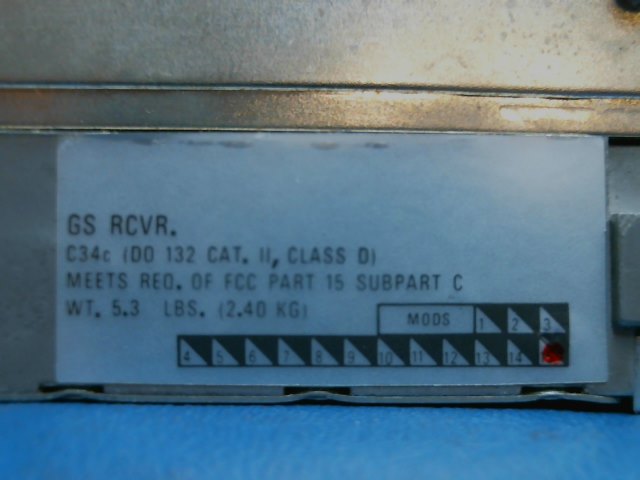 GS RCVR.
C34c (DO 132 CAT. II, CLASS D)
MEETS REQ. OF FCC PART 15 SUBPART C
WT. 5.3 LBS. (2.40 KG)
MODS 1 2 3
4 5 6 7 8 9 10 11 12 13 14